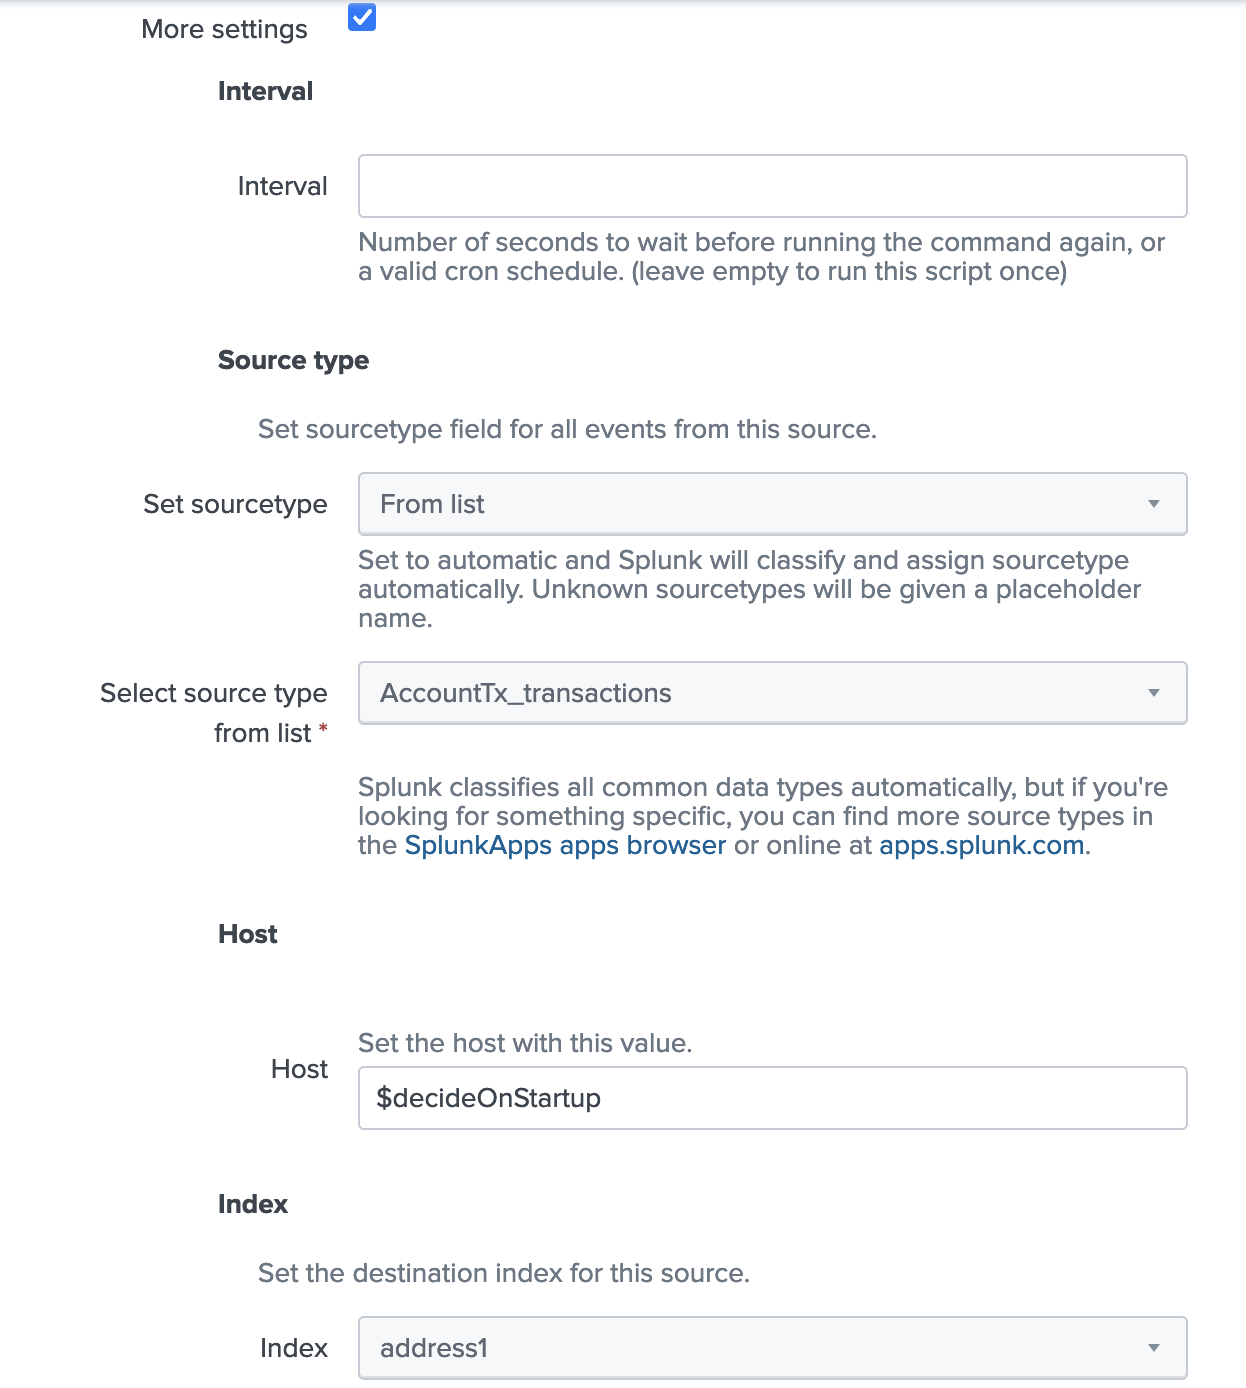 More settings
Interval
Interval
Number of seconds to wait before running the command again, or
a valid cron schedule. (leave empty to run this script once)
Source type
Set sourcetype field for all events from this source.
Set sourcetype
From list
Set to automatic and Splunk will classify and assign sourcetype
automatically. Unknown sourcetypes will be given a placeholder
name.
Select source type
from list *
AccountTx_transactions
Splunk classifies all common data types automatically, but if you're
looking for something specific, you can find more source types in
the SplunkApps apps browser or online at apps.splunk.com.
Host
Set the host with this value.
Host
$decideOnStartup
Index
Set the destination index for this source.
Index
address1